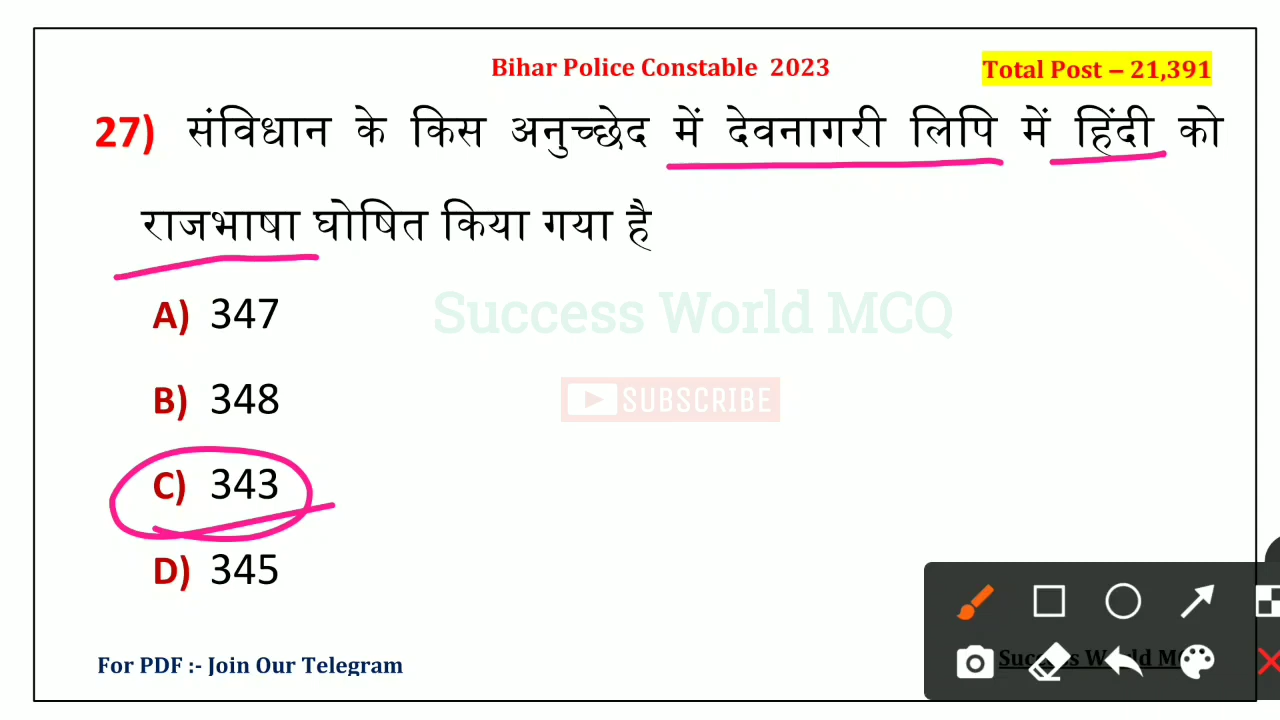 Bihar Police Constable 2023
Total Post – 21,391
27) संविधान के किस अनुच्छेद में देवनागरी लिपि में हिंदी को
राजभाषा घोषित किया गया है
Success World MCQ
A) 347
B) 348
SUBSCRIBE
C) 343
D) 345
For PDF :- Join Our Telegram